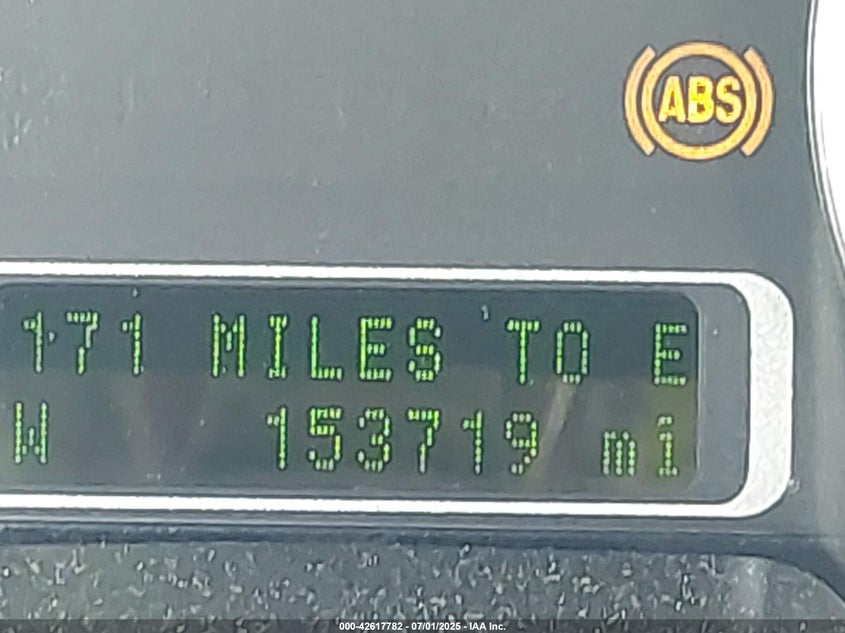 ABS
171 MILES TO E
W 153719 mi
000-42617782 - 07/01/2025 - IAA Inc.